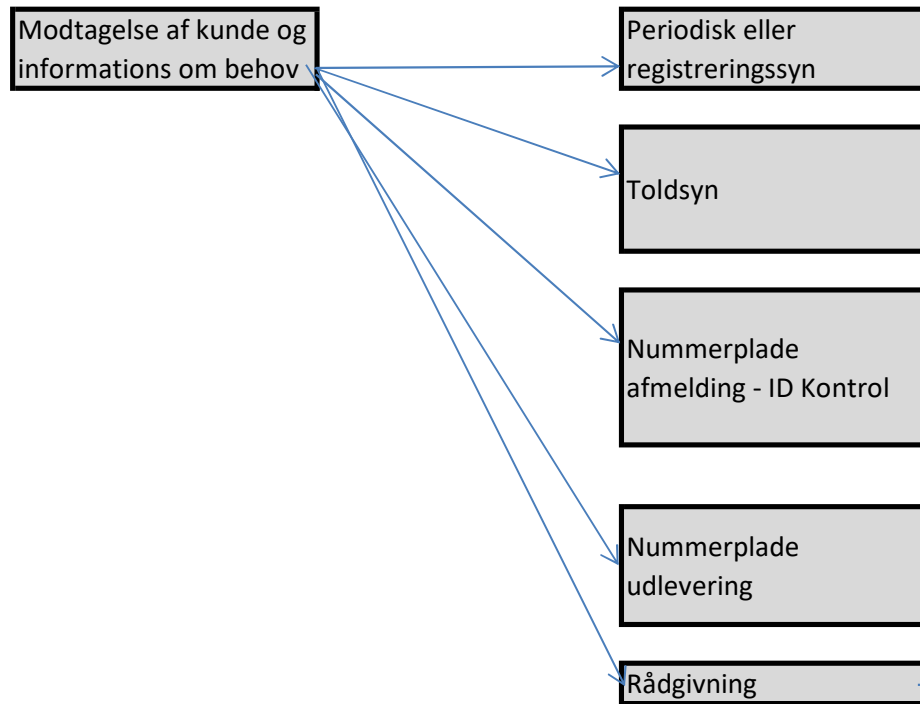 Modtagelse af kunde og
informations om behov
Periodisk eller
registreringssyn
Toldsyn
Nummerplade
afmelding - ID Kontrol
Nummerplade
udlevering
Rådgivning